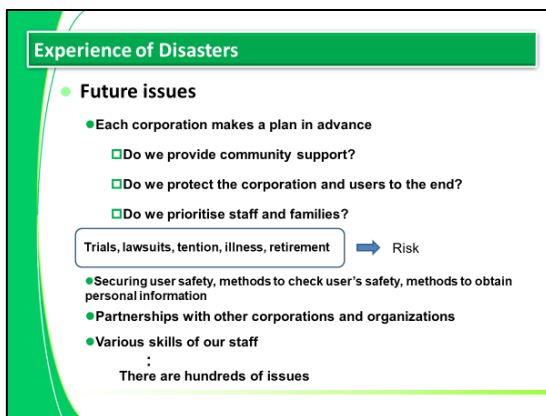 Experience of Disasters
Future issues
Each corporation makes a plan in advance
Do we provide community support?
Do we protect the corporation and users to the end?
Do we prioritise staff and families?
Trials, lawsuits, tention, illness, retirement
Risk
Securing user safety, methods to check user's safety, methods to obtain
personal information
Partnerships with other corporations and organizations
Various skills of our staff
:
There are hundreds of issues